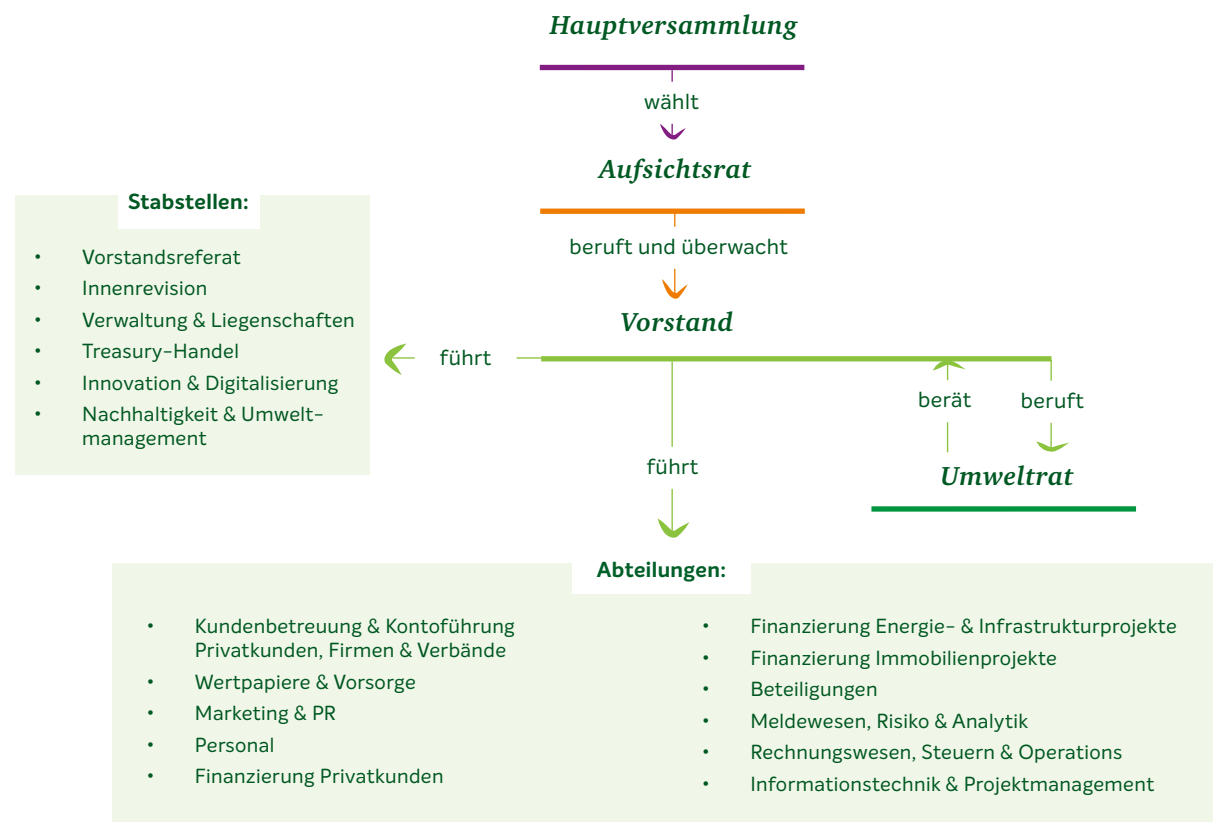 Hauptversammlung
wählt
Aufsichtsrat
beruft und überwacht
Vorstand
Stabstellen:
• Vorstandsreferat
• Innenrevision
• Verwaltung & Liegenschaften
• Treasury-Handel
• Innovation & Digitalisierung
• Nachhaltigkeit & Umwelt-
management
führt
führt
berät
beruft
Umweltrat
Abteilungen:
• Kundenbetreuung & Kontoführung
Privatkunden, Firmen & Verbände
• Wertpapiere & Vorsorge
• Marketing & PR
• Personal
• Finanzierung Privatkunden
• Finanzierung Energie- & Infrastrukturprojekte
• Finanzierung Immobilienprojekte
• Beteiligungen
• Meldewesen, Risiko & Analytik
• Rechnungswesen, Steuern & Operations
• Informationstechnik & Projektmanagement